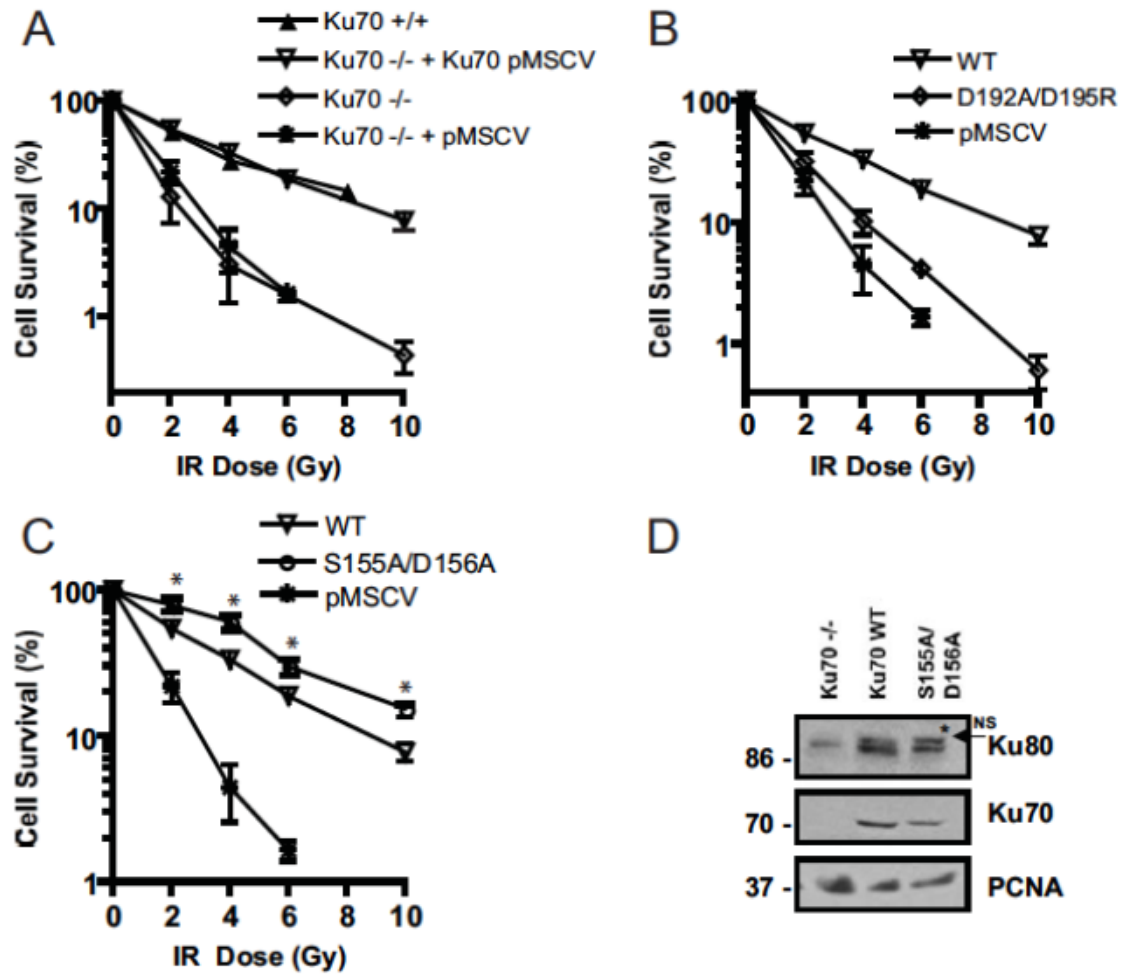 A
Ku70 +/+
Ku70 -/- + Ku70 pMSCV
Ku70 -/-
Ku70 -/- + pMSCV
Cell Survival (%)
100
10
1
0 2 4 6 8 10
IR Dose (Gy)
B
WT
D192A/D195R
pMSCV
Cell Survival (%)
100
10
1
0 2 4 6 8 10
IR Dose (Gy)
C
WT
S155A/D156A
pMSCV
Cell Survival (%)
100
10
1
* * * *
0 2 4 6 8 10
IR Dose (Gy)
D
Ku70 -/-
Ku70 WT
S155A/
D156A
* NS
86 - Ku80
70 - Ku70
37 - PCNA